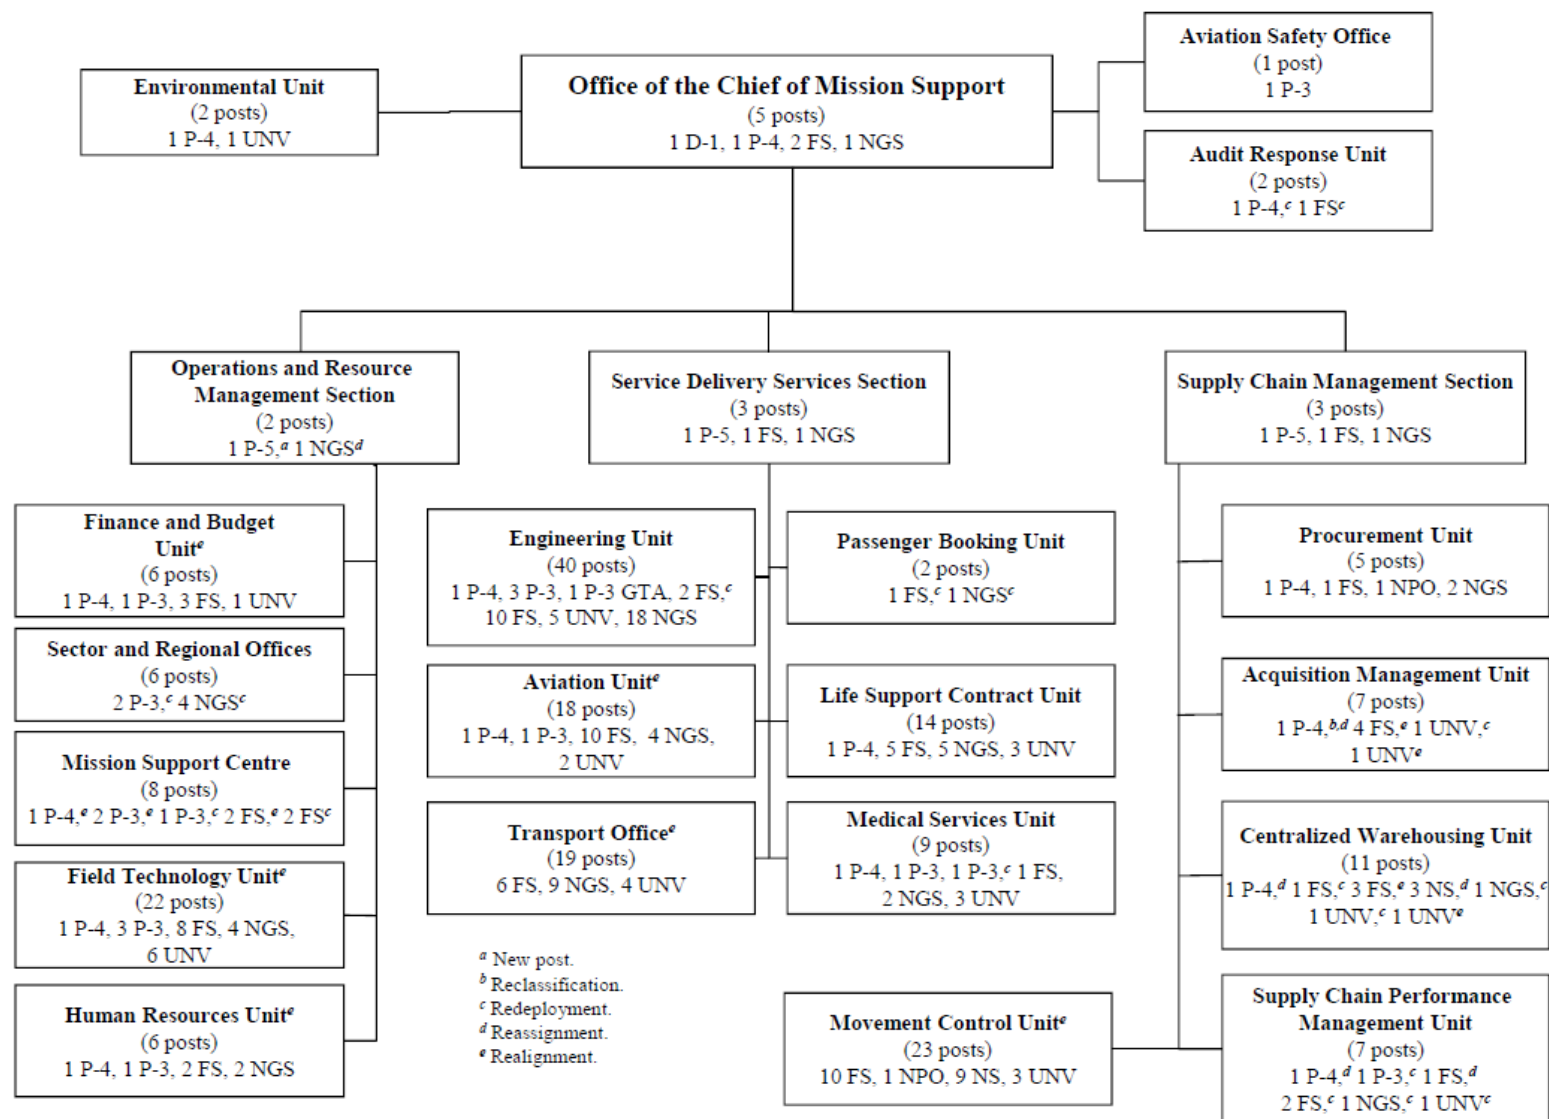 Environmental Unit
(2 posts)
1 P-4, 1 UNV
Office of the Chief of Mission Support
(5 posts)
1 D-1, 1 P-4, 2 FS, 1 NGS
Aviation Safety Office
(1 post)
1 P-3
Audit Response Unit
(2 posts)
1 P-4,c 1 FSc
Operations and Resource
Management Section
(2 posts)
1 P-5,a 1 NGSd
Finance and Budget
Unite
(6 posts)
1 P-4, 1 P-3, 3 FS, 1 UNV
Sector and Regional Offices
(6 posts)
2 P-3,c 4 NGSc
Mission Support Centre
(8 posts)
1 P-4,e 2 P-3,e 1 P-3,c 2 FS,e 2 FSc
Field Technology Unite
(22 posts)
1 P-4, 3 P-3, 8 FS, 4 NGS,
6 UNV
Human Resources Unite
(6 posts)
1 P-4, 1 P-3, 2 FS, 2 NGS
Service Delivery Services Section
(3 posts)
1 P-5, 1 FS, 1 NGS
Engineering Unit
(40 posts)
1 P-4, 3 P-3, 1 P-3 GTA, 2 FS,c
10 FS, 5 UNV, 18 NGS
Aviation Unite
(18 posts)
1 P-4, 1 P-3, 10 FS, 4 NGS,
2 UNV
Transport Officee
(19 posts)
6 FS, 9 NGS, 4 UNV
Passenger Booking Unit
(2 posts)
1 FS,c 1 NGSc
Life Support Contract Unit
(14 posts)
1 P-4, 5 FS, 5 NGS, 3 UNV
Medical Services Unit
(9 posts)
1 P-4, 1 P-3, 1 P-3,c 1 FS,
2 NGS, 3 UNV
Supply Chain Management Section
(3 posts)
1 P-5, 1 FS, 1 NGS
Procurement Unit
(5 posts)
1 P-4, 1 FS, 1 NPO, 2 NGS
Acquisition Management Unit
(7 posts)
1 P-4,b,d 4 FS,e 1 UNV,c
1 UNVe
Centralized Warehousing Unit
(11 posts)
1 P-4,d 1 FS,c 3 FS,e 3 NS,d 1 NGS,c
1 UNV,c 1 UNVe
Supply Chain Performance
Management Unit
(7 posts)
1 P-4,d 1 P-3,c 1 FS,d
2 FS,c 1 NGS,c 1 UNVc
Movement Control Unite
(23 posts)
10 FS, 1 NPO, 9 NS, 3 UNV
a New post.
b Reclassification.
c Redeployment.
d Reassignment.
e Realignment.